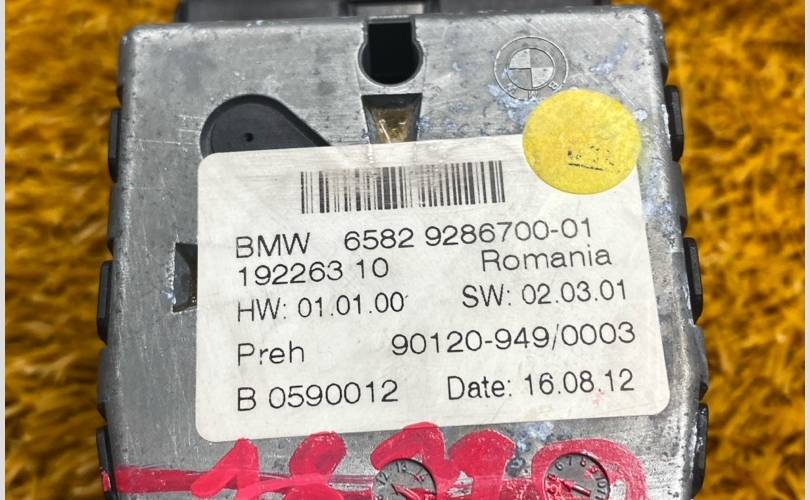 BMW 6582 9286700-01
192263 10 Romania
HW: 01.01.00 SW: 02.03.01
Preh 90120-949/0003
B 0590012 Date: 16.08.12